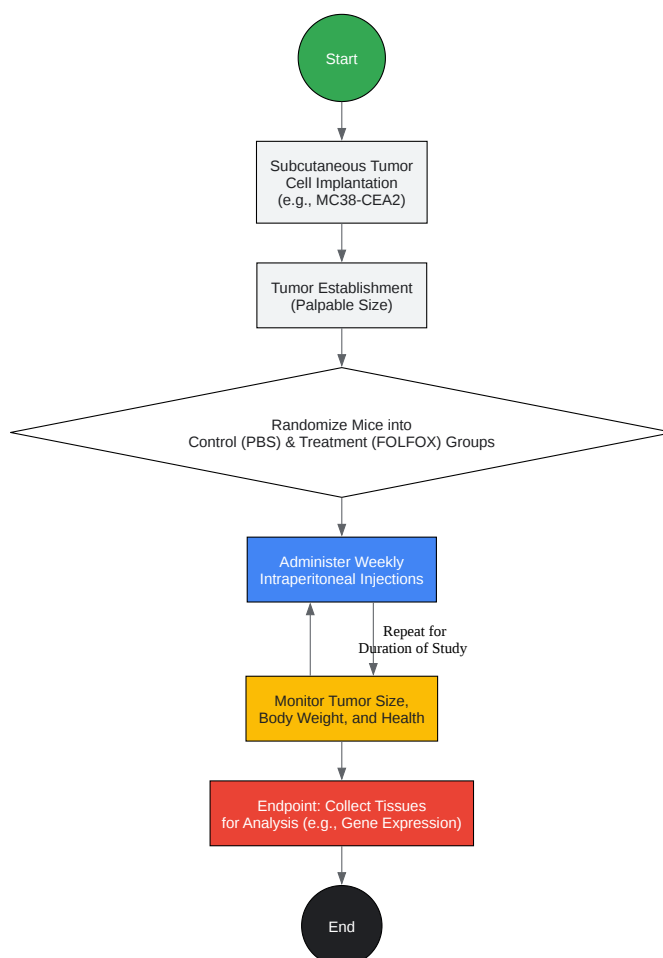 Start
Subcutaneous Tumor
Cell Implantation
(e.g., MC38-CEA2)
Tumor Establishment
(Palpable Size)
Randomize Mice into
Control (PBS) & Treatment (FOLFOX) Groups
Administer Weekly
Intraperitoneal Injections
Repeat for
Duration of Study
Monitor Tumor Size,
Body Weight, and Health
Endpoint: Collect Tissues
for Analysis (e.g., Gene Expression)
End